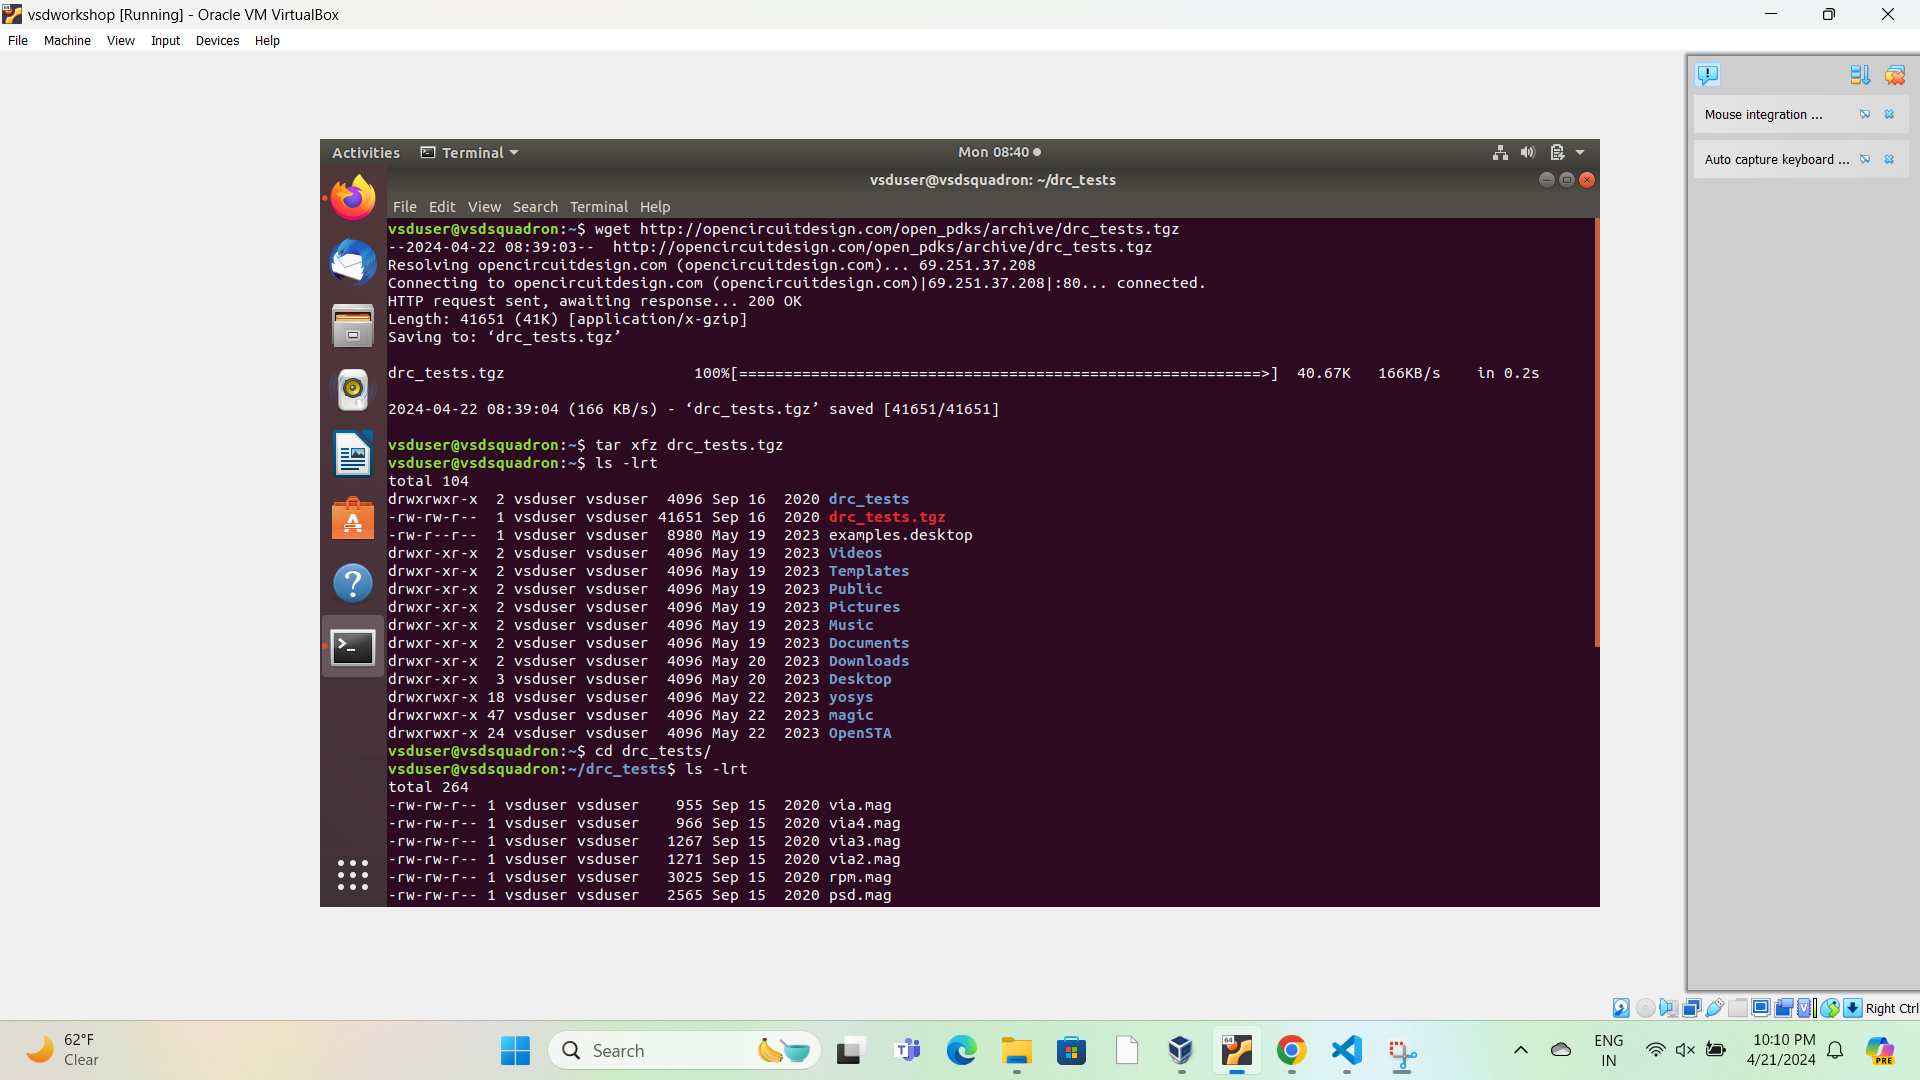 vsdworkshop [Running] - Oracle VM VirtualBox
File Machine View Input Devices Help
Mouse integration ...
Auto capture keyboard ...
Activities Terminal Mon 08:40
vsduser@vsdsquadron: ~/drc_tests
File Edit View Search Terminal Help
vsduser@vsdsquadron:~$ wget http://opencircuitdesign.com/open_pdks/archive/drc_tests.tgz
--2024-04-22 08:39:03--  http://opencircuitdesign.com/open_pdks/archive/drc_tests.tgz
Resolving opencircuitdesign.com (opencircuitdesign.com)... 69.251.37.208
Connecting to opencircuitdesign.com (opencircuitdesign.com)|69.251.37.208|:80... connected.
HTTP request sent, awaiting response... 200 OK
Length: 41651 (41K) [application/x-gzip]
Saving to: ‘drc_tests.tgz’
drc_tests.tgz 100%[==========================================================>] 40.67K 166KB/s in 0.2s
2024-04-22 08:39:04 (166 KB/s) - ‘drc_tests.tgz’ saved [41651/41651]
vsduser@vsdsquadron:~$ tar xfz drc_tests.tgz
vsduser@vsdsquadron:~$ ls -lrt
total 104
drwxrwxr-x  2 vsduser vsduser  4096 Sep 16  2020 drc_tests
-rw-rw-r--  1 vsduser vsduser 41651 Sep 16  2020 drc_tests.tgz
-rw-r--r--  1 vsduser vsduser  8980 May 19  2023 examples.desktop
drwxr-xr-x  2 vsduser vsduser  4096 May 19  2023 Videos
drwxr-xr-x  2 vsduser vsduser  4096 May 19  2023 Templates
drwxr-xr-x  2 vsduser vsduser  4096 May 19  2023 Public
drwxr-xr-x  2 vsduser vsduser  4096 May 19  2023 Pictures
drwxr-xr-x  2 vsduser vsduser  4096 May 19  2023 Music
drwxr-xr-x  2 vsduser vsduser  4096 May 19  2023 Documents
drwxr-xr-x  2 vsduser vsduser  4096 May 20  2023 Downloads
drwxr-xr-x  3 vsduser vsduser  4096 May 20  2023 Desktop
drwxrwxr-x 18 vsduser vsduser  4096 May 22  2023 yosys
drwxrwxr-x 47 vsduser vsduser  4096 May 22  2023 magic
drwxrwxr-x 24 vsduser vsduser  4096 May 22  2023 OpenSTA
vsduser@vsdsquadron:~$ cd drc_tests/
vsduser@vsdsquadron:~/drc_tests$ ls -lrt
total 264
-rw-rw-r-- 1 vsduser vsduser    955 Sep 15  2020 via.mag
-rw-rw-r-- 1 vsduser vsduser    966 Sep 15  2020 via4.mag
-rw-rw-r-- 1 vsduser vsduser   1267 Sep 15  2020 via3.mag
-rw-rw-r-- 1 vsduser vsduser   1271 Sep 15  2020 via2.mag
-rw-rw-r-- 1 vsduser vsduser   3025 Sep 15  2020 rpm.mag
-rw-rw-r-- 1 vsduser vsduser   2565 Sep 15  2020 psd.mag
Right Ctrl
62°F
Clear
Search
64
PRE
ENG
IN
10:10 PM
4/21/2024